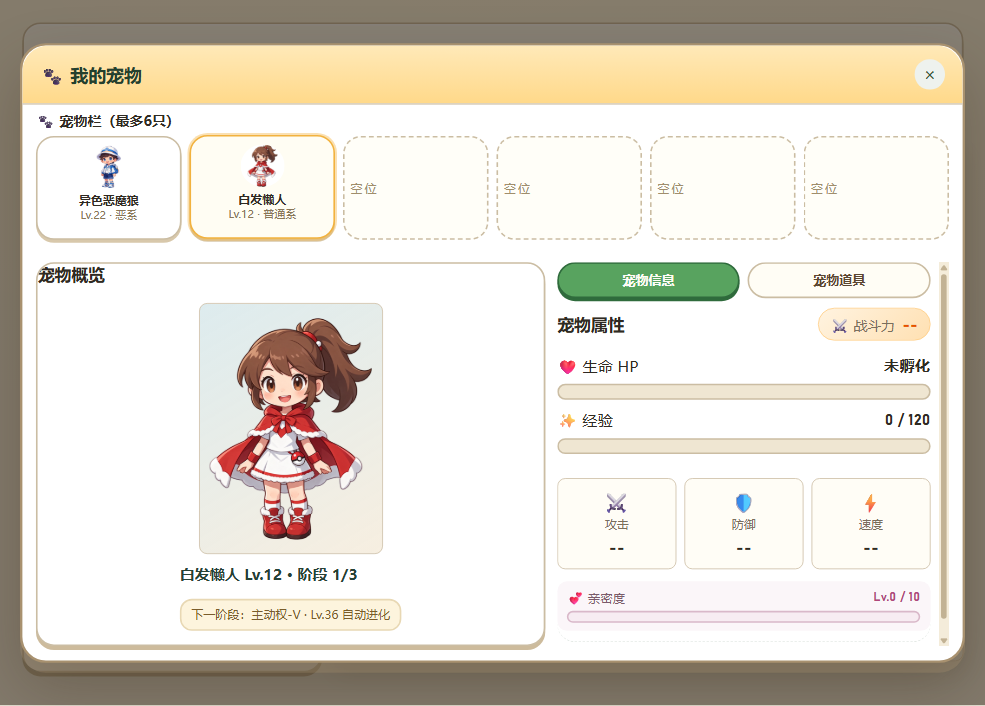 我的宠物
×
宠物栏（最多6只）
异色恶魔狼
Lv.22 · 恶系
白发懒人
Lv.12 · 普通系
空位
空位
空位
空位
宠物概览
白发懒人 Lv.12 • 阶段 1/3
下一阶段：主动权-V · Lv.36 自动进化
宠物信息
宠物道具
宠物属性
战斗力 --
生命 HP
未孵化
经验
0 / 120
攻击
--
防御
--
速度
--
亲密度
Lv.0 / 10